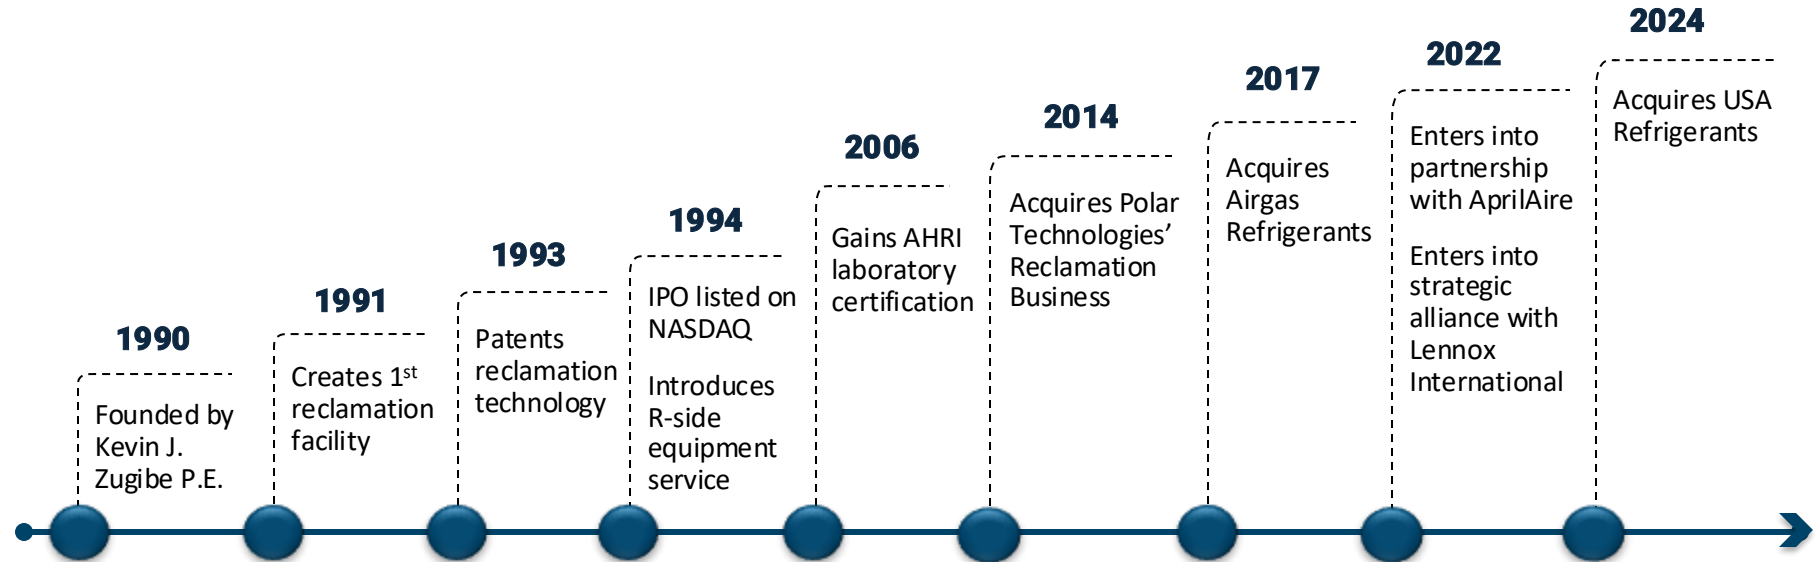 1990
Founded by
Kevin J.
Zugibe P.E.
1991
Creates 1st
reclamation
facility
1993
Patents
reclamation
technology
1994
IPO listed on
NASDAQ
Introduces
R-side
equipment
service
2006
Gains AHRI
laboratory
certification
2014
Acquires Polar
Technologies’
Reclamation
Business
2017
Acquires
Airgas
Refrigerants
2022
Enters into
partnership
with AprilAire
Enters into
strategic
alliance with
Lennox
International
2024
Acquires USA
Refrigerants